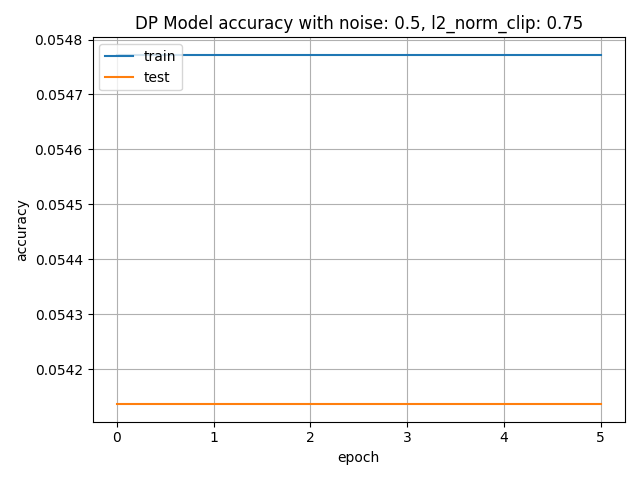 DP Model accuracy with noise: 0.5, l2_norm_clip: 0.75
train
test
0.0548
0.0547
0.0546
0.0545
0.0544
0.0543
0.0542
accuracy
0 1 2 3 4 5
epoch